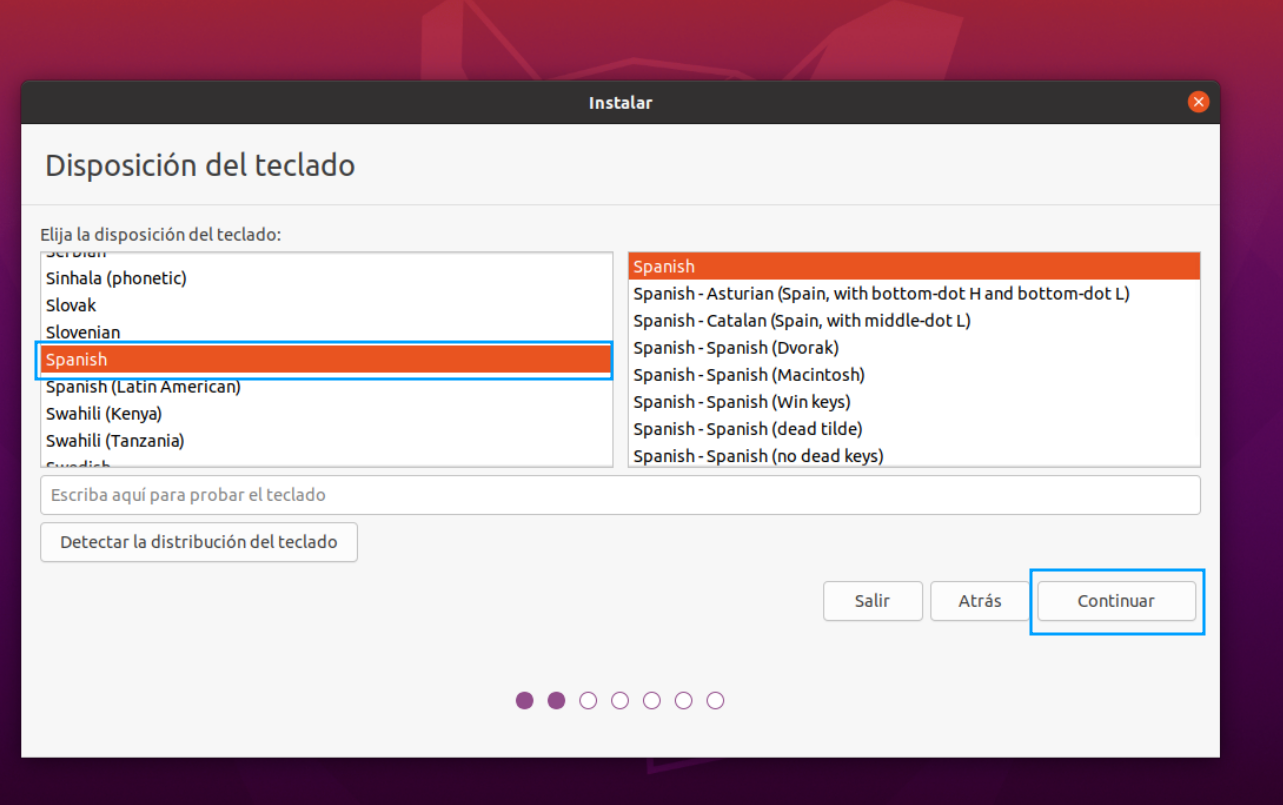 Instalar
Disposición del teclado
Elija la disposición del teclado:
Serbian
Sinhala (phonetic)
Slovak
Slovenian
Spanish
Spanish (Latin American)
Swahili (Kenya)
Swahili (Tanzania)
Swedish
Spanish
Spanish - Asturian (Spain, with bottom-dot H and bottom-dot L)
Spanish - Catalan (Spain, with middle-dot L)
Spanish - Spanish (Dvorak)
Spanish - Spanish (Macintosh)
Spanish - Spanish (Win keys)
Spanish - Spanish (dead tilde)
Spanish - Spanish (no dead keys)
Escriba aquí para probar el teclado
Detectar la distribución del teclado
Salir
Atrás
Continuar